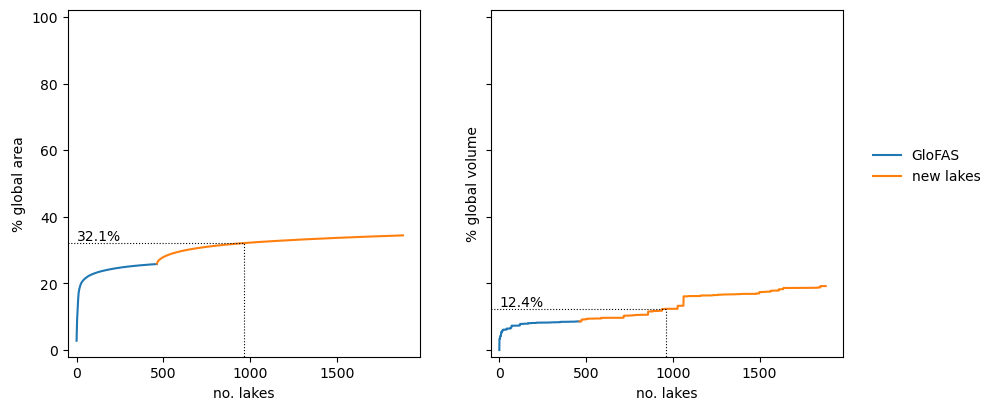 100
80
60
40
20
0
% global area
32.1%
0
500
1000
1500
no. lakes
% global volume
12.4%
0
500
1000
1500
no. lakes
GloFAS
new lakes